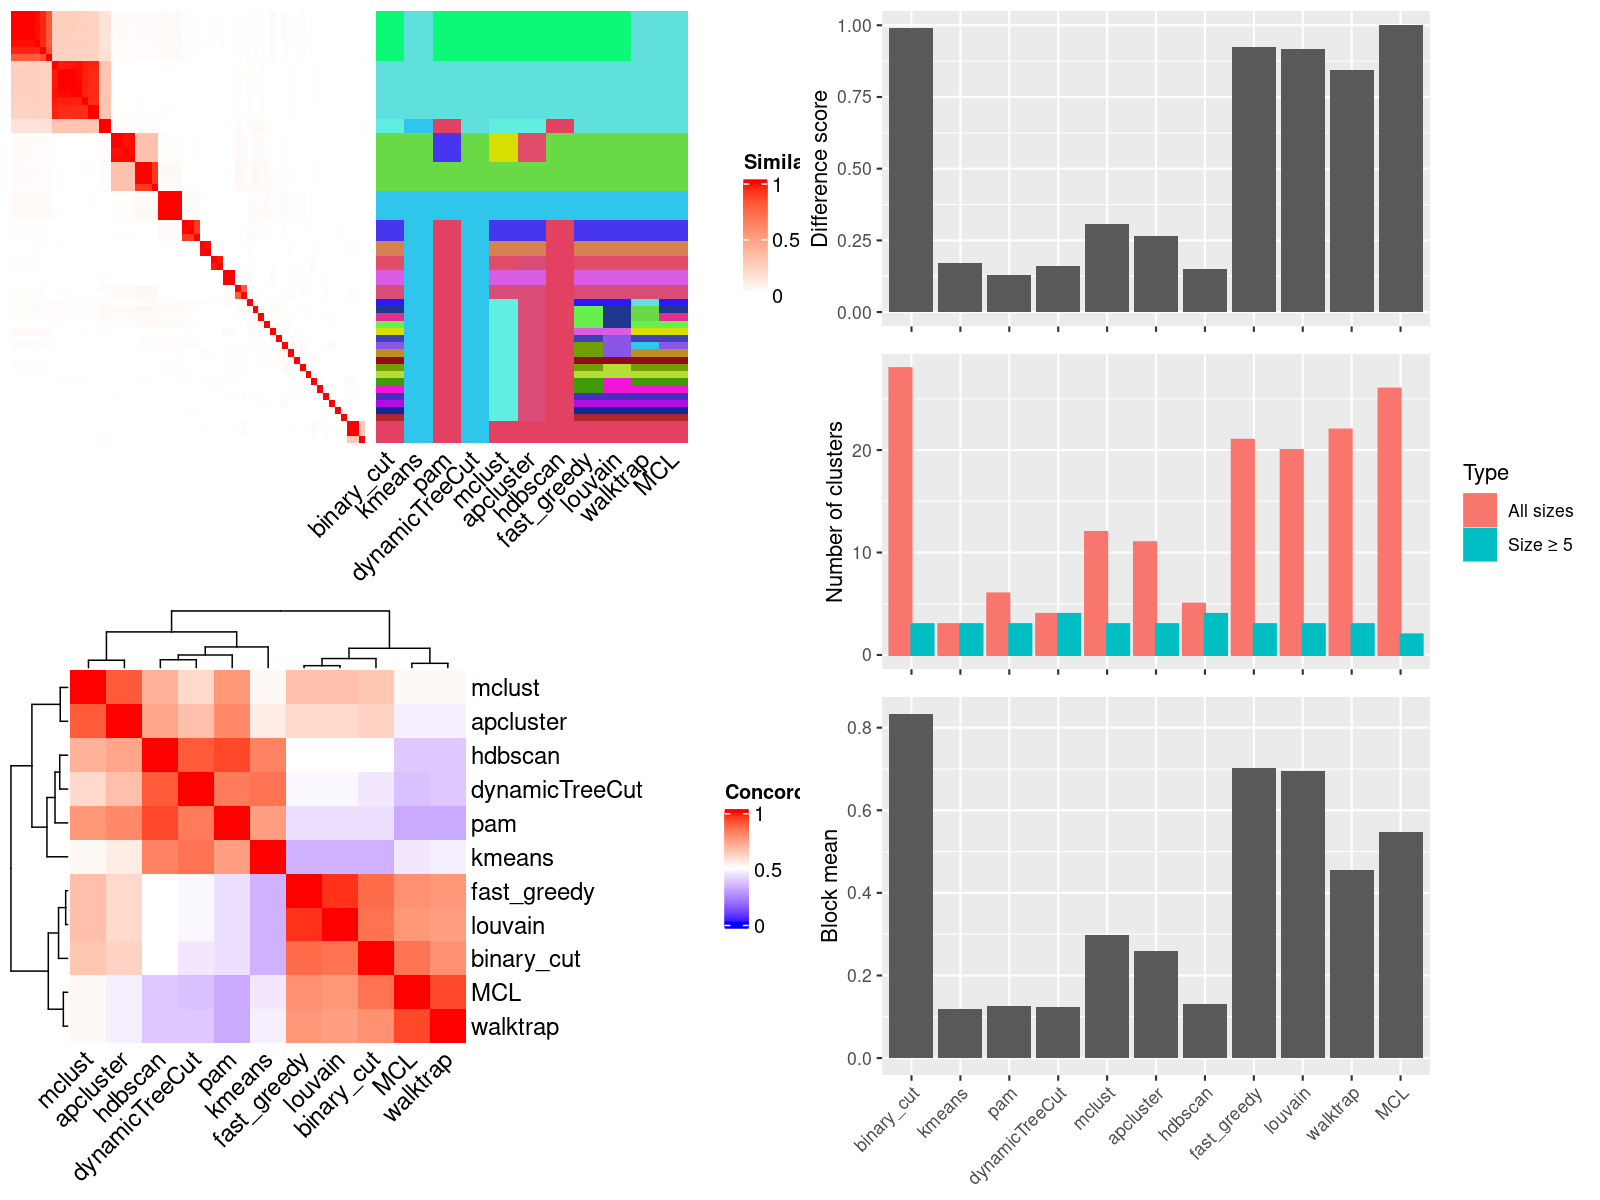 Simila
1
0.5
0
binary_cut
kmeans
pam
dynamicTreeCut
mclust
apcluster
hdbscan
fast_greedy
louvain
walktrap
MCL
Difference score
1.00
0.75
0.50
0.25
0.00
Number of clusters
20
10
0
Type
All sizes
Size ≥ 5
mclust
apcluster
hdbscan
dynamicTreeCut
pam
kmeans
fast_greedy
louvain
binary_cut
MCL
walktrap
mclust
apcluster
hdbscan
dynamicTreeCut
pam
kmeans
fast_greedy
louvain
binary_cut
MCL
walktrap
Concord
1
0.5
0
Block mean
0.8
0.6
0.4
0.2
0.0
binary_cut
kmeans
pam
dynamicTreeCut
mclust
apcluster
hdbscan
fast_greedy
louvain
walktrap
MCL